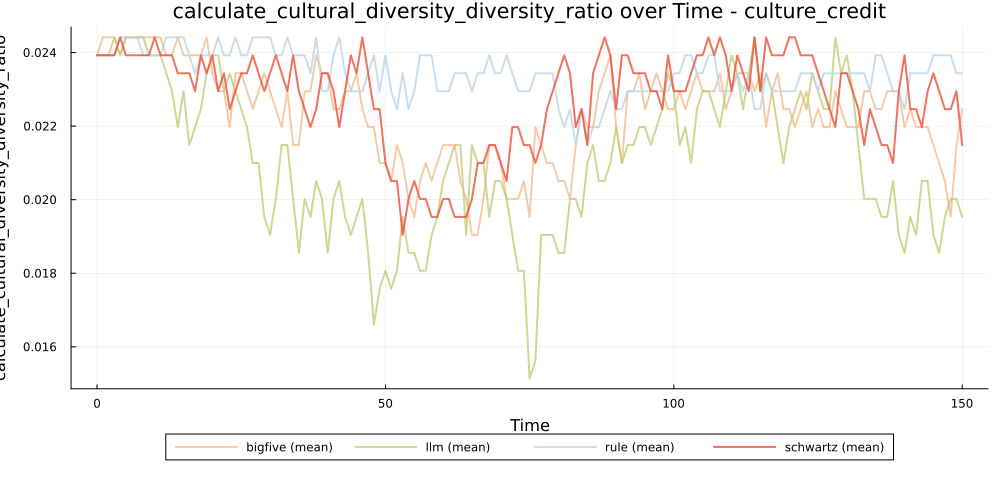 calculate_cultural_diversity_diversity_ratio over Time - culture_credit
calculate_cultural_diversity_diversity_ratio
0.024
0.022
0.020
0.018
0.016
0 50 100 150
Time
bigfive (mean) llm (mean) rule (mean) schwartz (mean)